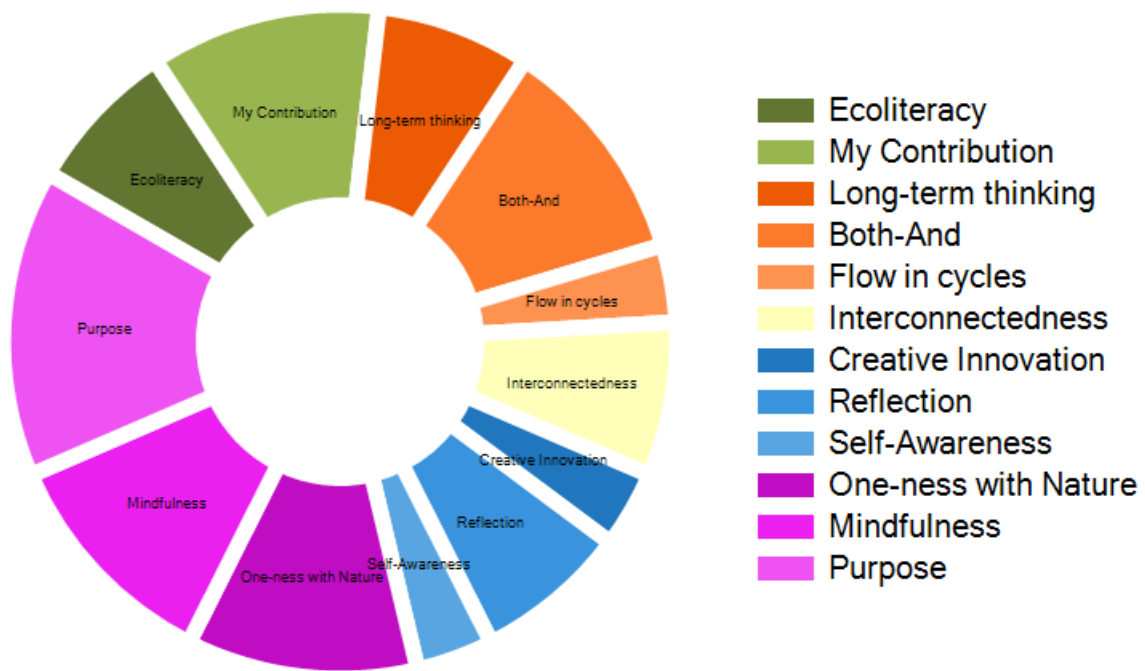 My Contribution
Long-term thinking
Ecoliteracy
Both-And
Flow in cycles
Purpose
Interconnectedness
Creative Innovation
Mindfulness
Reflection
Self-Awareness
One-ness with Nature
Ecoliteracy
My Contribution
Long-term thinking
Both-And
Flow in cycles
Interconnectedness
Creative Innovation
Reflection
Self-Awareness
One-ness with Nature
Mindfulness
Purpose